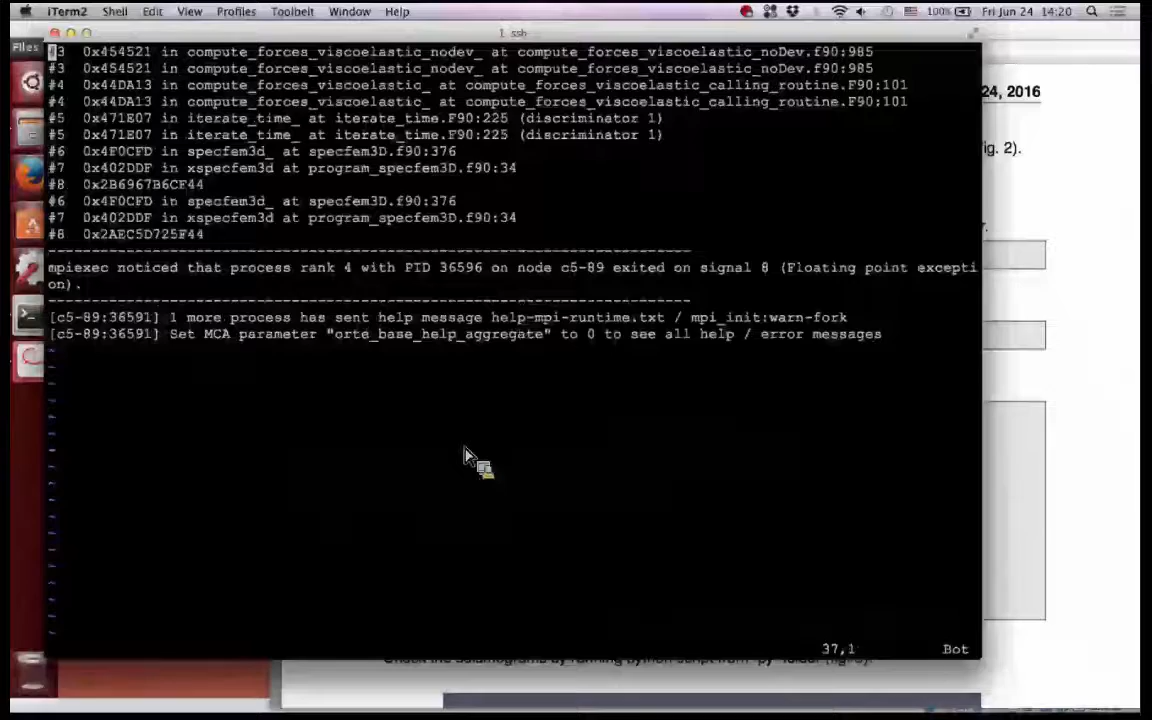 iTerm2 Shell Edit View Profiles Toolbelt Window Help 100% Fri Jun 24 14:20
1 ssh
Files
#3 0x454521 in compute_forces_viscoelastic_nodev_ at compute_forces_viscoelastic_noDev.f90:985
#3 0x454521 in compute_forces_viscoelastic_nodev_ at compute_forces_viscoelastic_noDev.f90:985
#4 0x44DA13 in compute_forces_viscoelastic_ at compute_forces_viscoelastic_calling_routine.F90:101
#4 0x44DA13 in compute_forces_viscoelastic_ at compute_forces_viscoelastic_calling_routine.F90:101
#5 0x471E07 in iterate_time_ at iterate_time.F90:225 (discriminator 1)
#5 0x471E07 in iterate_time_ at iterate_time.F90:225 (discriminator 1)
#6 0x4F0CFD in specfem3d_ at specfem3D.f90:376
#7 0x402DDF in xspecfem3d at program_specfem3D.f90:34
#8 0x2B6967B6CF44
#6 0x4F0CFD in specfem3d_ at specfem3D.f90:376
#7 0x402DDF in xspecfem3d at program_specfem3D.f90:34
#8 0x2AEC5D725F44
--------------------------------------------------------------------------
mpiexec noticed that process rank 4 with PID 36596 on node c5-89 exited on signal 8 (Floating point excepti
on).
--------------------------------------------------------------------------
[c5-89:36591] 1 more process has sent help message help-mpi-runtime.txt / mpi_init:warn-fork
[c5-89:36591] Set MCA parameter "orte_base_help_aggregate" to 0 to see all help / error messages
37,1 Bot
24, 2016
ig. 2).